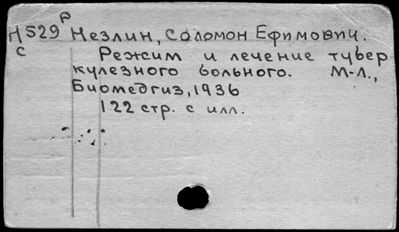 Р
Н529 Незлин, Соломон Ефимович.
С
Режим и лечение тубер
кулезного больного. М-Л.,
Биомедгиз, 1936
122 стр. с илл.